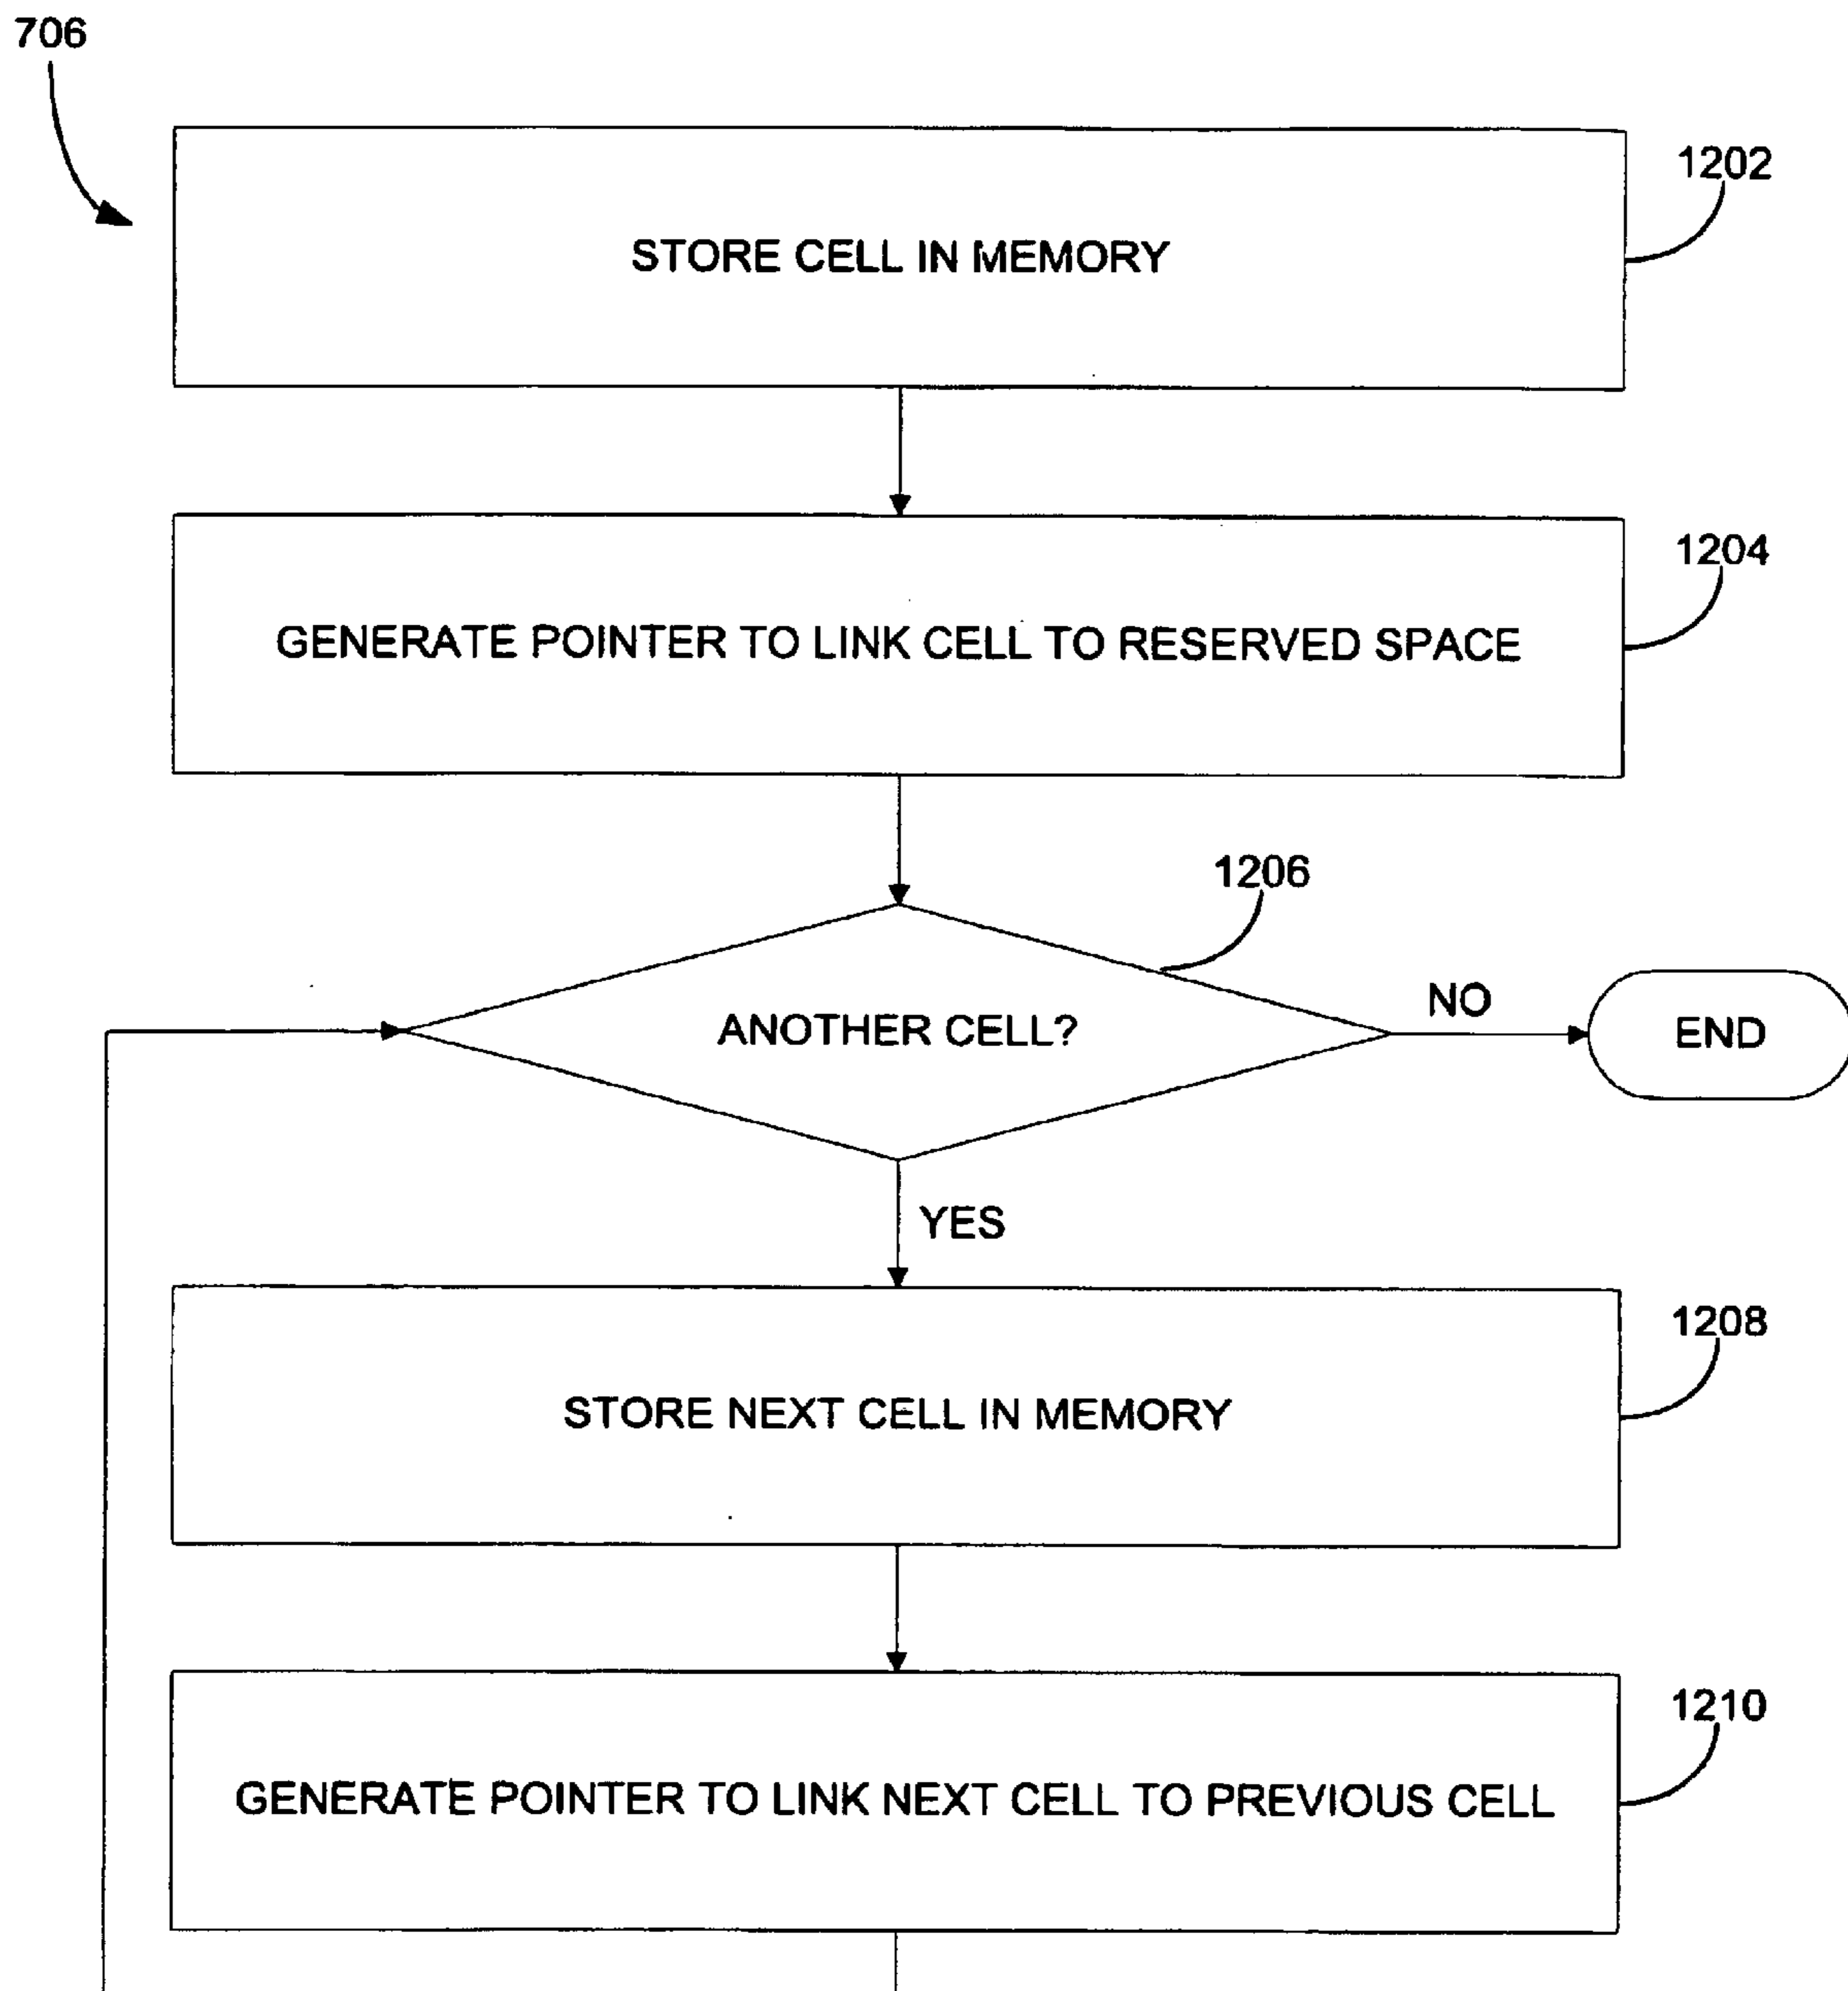 706
1202
STORE CELL IN MEMORY
1204
GENERATE POINTER TO LINK CELL TO RESERVED SPACE
1206
ANOTHER CELL?
NO
END
YES
1208
STORE NEXT CELL IN MEMORY
1210
GENERATE POINTER TO LINK NEXT CELL TO PREVIOUS CELL